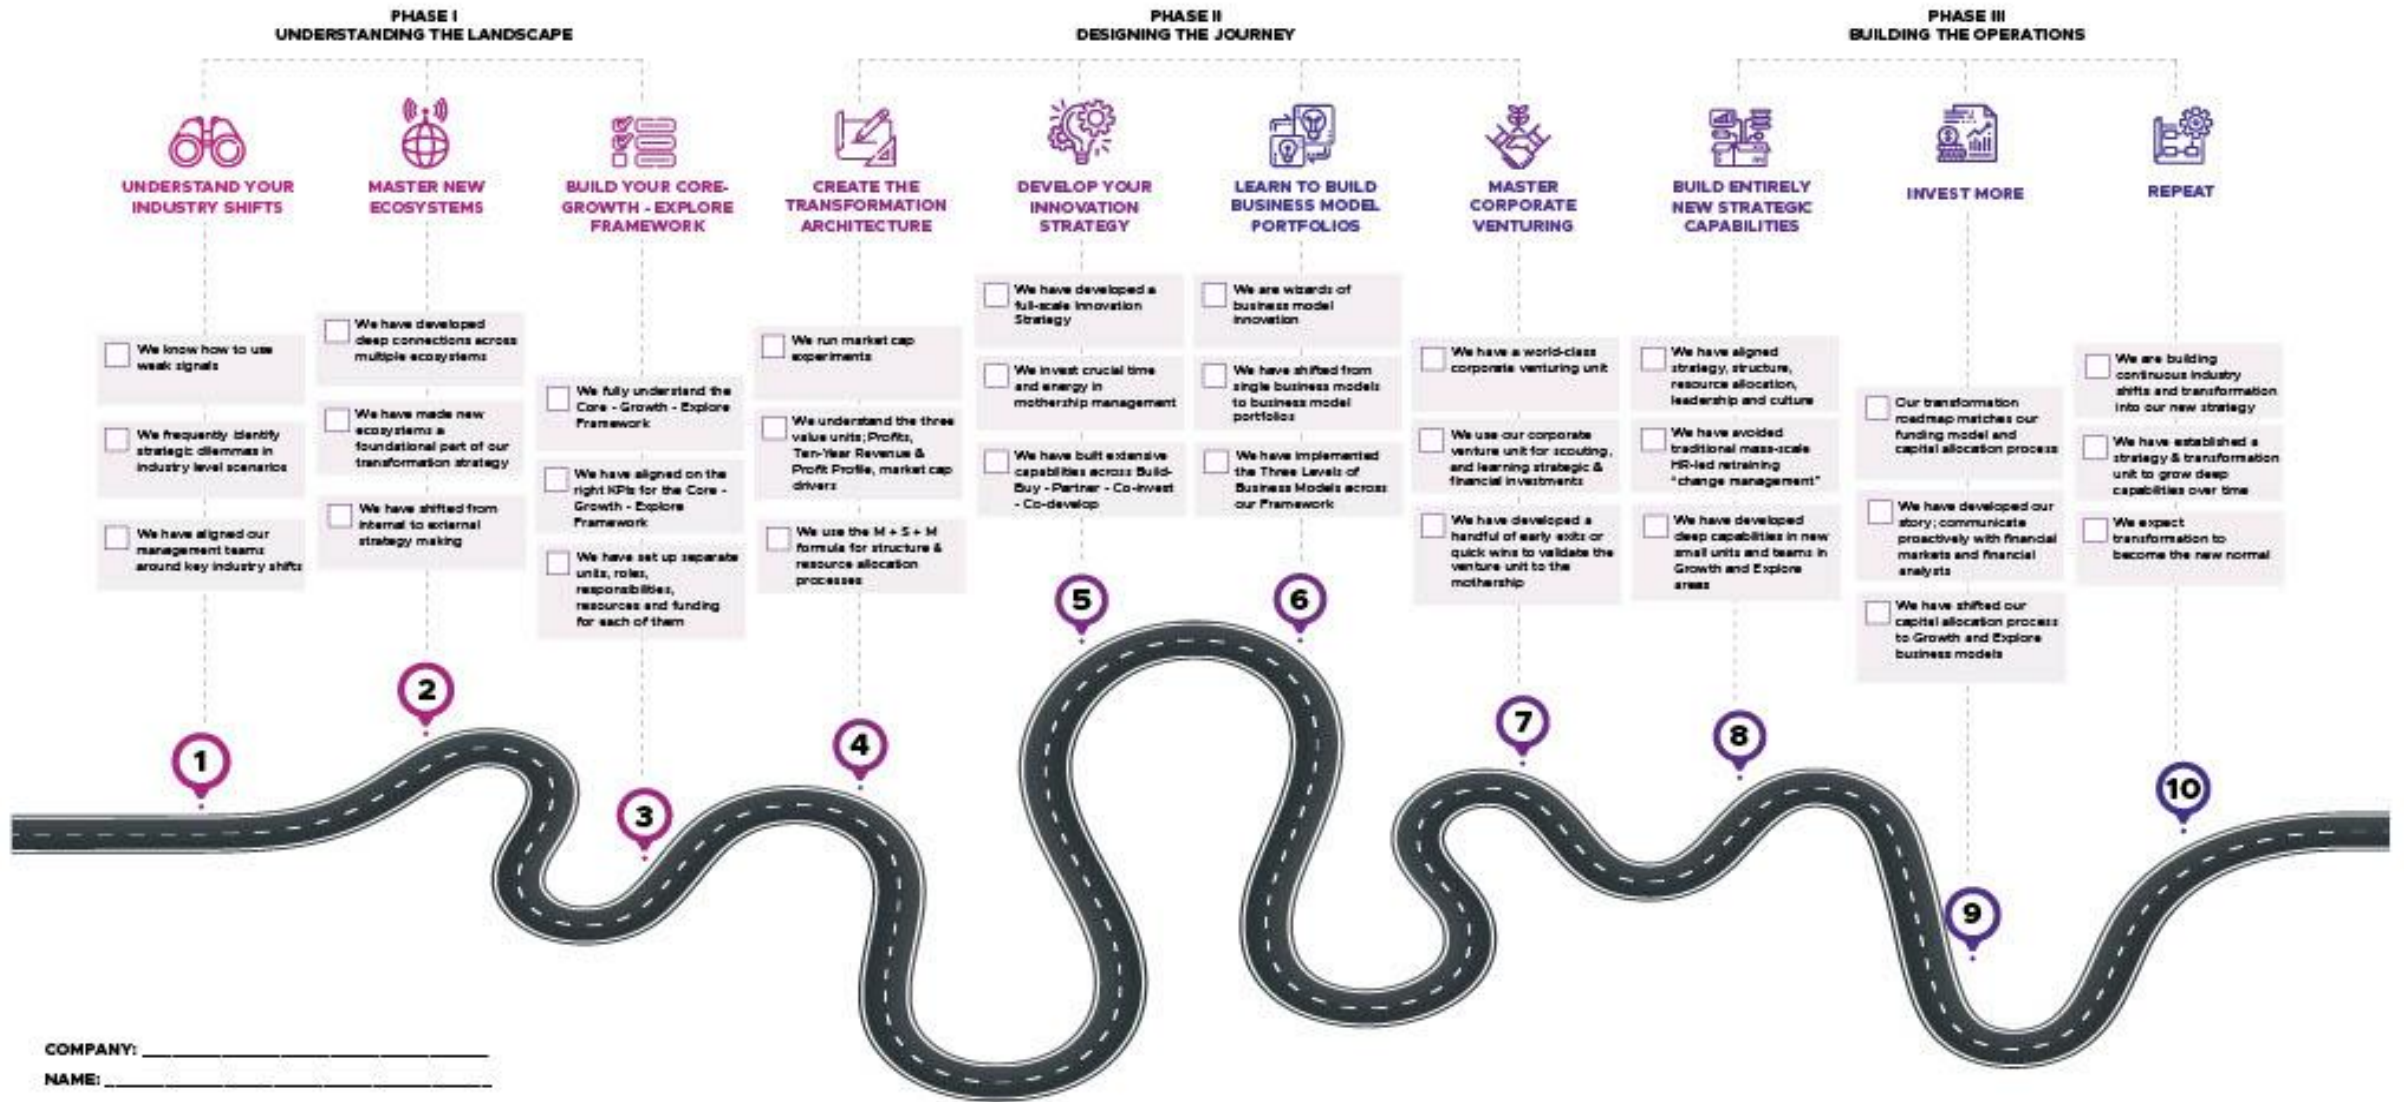 PHASE I
UNDERSTANDING THE LANDSCAPE
UNDERSTAND YOUR
INDUSTRY SHIFTS
We know how to use
weak signals
We frequently identify
strategic dilemmas in
industry level scenarios
We have aligned our
management teams
around key industry shifts
1
MASTER NEW
ECOSYSTEMS
We have developed
deep connections across
multiple ecosystems
We have made new
ecosystems a
foundational part of our
transformation strategy
We have shifted from
internal to external
strategy making
2
BUILD YOUR CORE-
GROWTH - EXPLORE
FRAMEWORK
We fully understand the
Core - Growth - Explore
Framework
We have aligned on the
right KPIs for the Core -
Growth - Explore
Framework
We have set up separate
units, roles,
responsibilities,
resources and funding
for each of them
3
PHASE II
DESIGNING THE JOURNEY
CREATE THE
TRANSFORMATION
ARCHITECTURE
We run market cap
experiments
We understand the three
value units; Profits,
Ten-Year Revenue &
Profit Profile, market cap
drivers
We use the M + S + M
formula for structure &
resource allocation
processes
4
DEVELOP YOUR
INNOVATION
STRATEGY
We have developed a
full-scale Innovation
Strategy
We invest crucial time
and energy in
mothership management
We have built extensive
capabilities across Build-
Buy - Partner - Co-invest
- Co-develop
5
LEARN TO BUILD
BUSINESS MODEL
PORTFOLIOS
We are wizards of
business model
innovation
We have shifted from
single business models
to business model
portfolios
We have implemented
the Three Levels of
Business Models across
our Framework
6
MASTER
CORPORATE
VENTURING
We have a world-class
corporate venturing unit
We use our corporate
venture unit for scouting,
and learning strategic &
financial investments
We have developed a
handful of early exits or
quick wins to validate the
venture unit to the
mothership
7
PHASE III
BUILDING THE OPERATIONS
BUILD ENTIRELY
NEW STRATEGIC
CAPABILITIES
We have aligned
strategy, structure,
resource allocation,
leadership and culture
We have avoided
traditional mass-scale
HR-led retraining
"change management"
We have developed
deep capabilities in new
small units and teams in
Growth and Explore
areas
8
INVEST MORE
Our transformation
roadmap matches our
funding model and
capital allocation process
We have developed our
story; communicate
proactively with financial
markets and financial
analysts
We have shifted our
capital allocation process
to Growth and Explore
business models
9
REPEAT
We are building
continuous industry
shifts and transformation
into our new strategy
We have established a
strategy & transformation
unit to grow deep
capabilities over time
We expect
transformation to
become the new normal
10
COMPANY:
NAME: